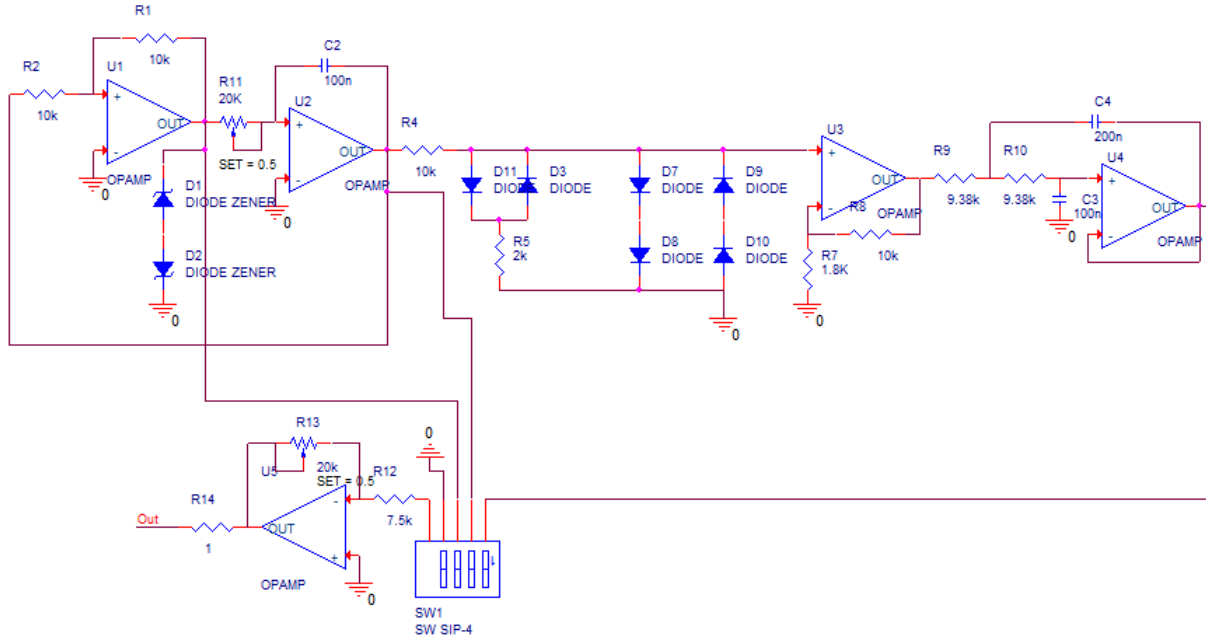 R1
10k
R2
10k
U1
+
-
OUT
OPAMP
0
R11
20K
SET = 0.5
C2
100n
U2
+
-
OUT
OPAMP
0
D1
DIODE ZENER
D2
DIODE ZENER
0
R4
10k
D11
DIODE
D3
DIODE
R5
2k
D7
DIODE
D8
DIODE
D9
DIODE
D10
DIODE
0
U3
+
-
OUT
OPAMP
R8
10k
R7
1.8K
0
R9
9.38k
R10
9.38k
C4
200n
C3
100n
0
U4
+
-
OUT
OPAMP
R13
20k
SET = 0.5
U5
-
+
OUT
OPAMP
0
R14
1
Out
R12
7.5k
0
1
SW1
SW SIP-4